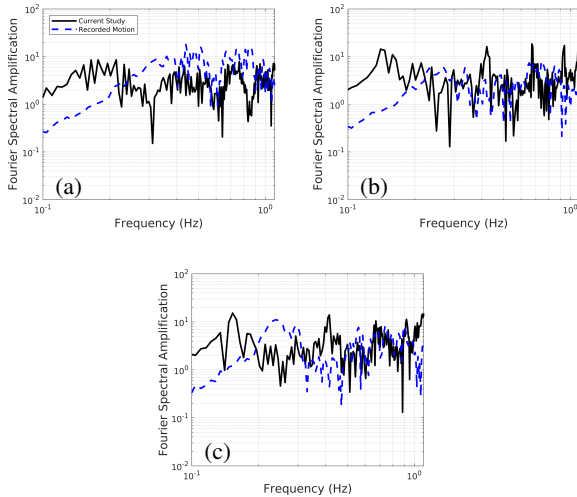 Current Study
Recorded Motion
Fourier Spectral Amplification
10^2
10^1
10^0
10^-1
10^-2
(a)
10^-1
10^0
Frequency (Hz)
Fourier Spectral Amplification
10^2
10^1
10^0
10^-1
10^-2
(b)
10^-1
10^0
Frequency (Hz)
Fourier Spectral Amplification
10^2
10^1
10^0
10^-1
10^-2
(c)
10^-1
10^0
Frequency (Hz)